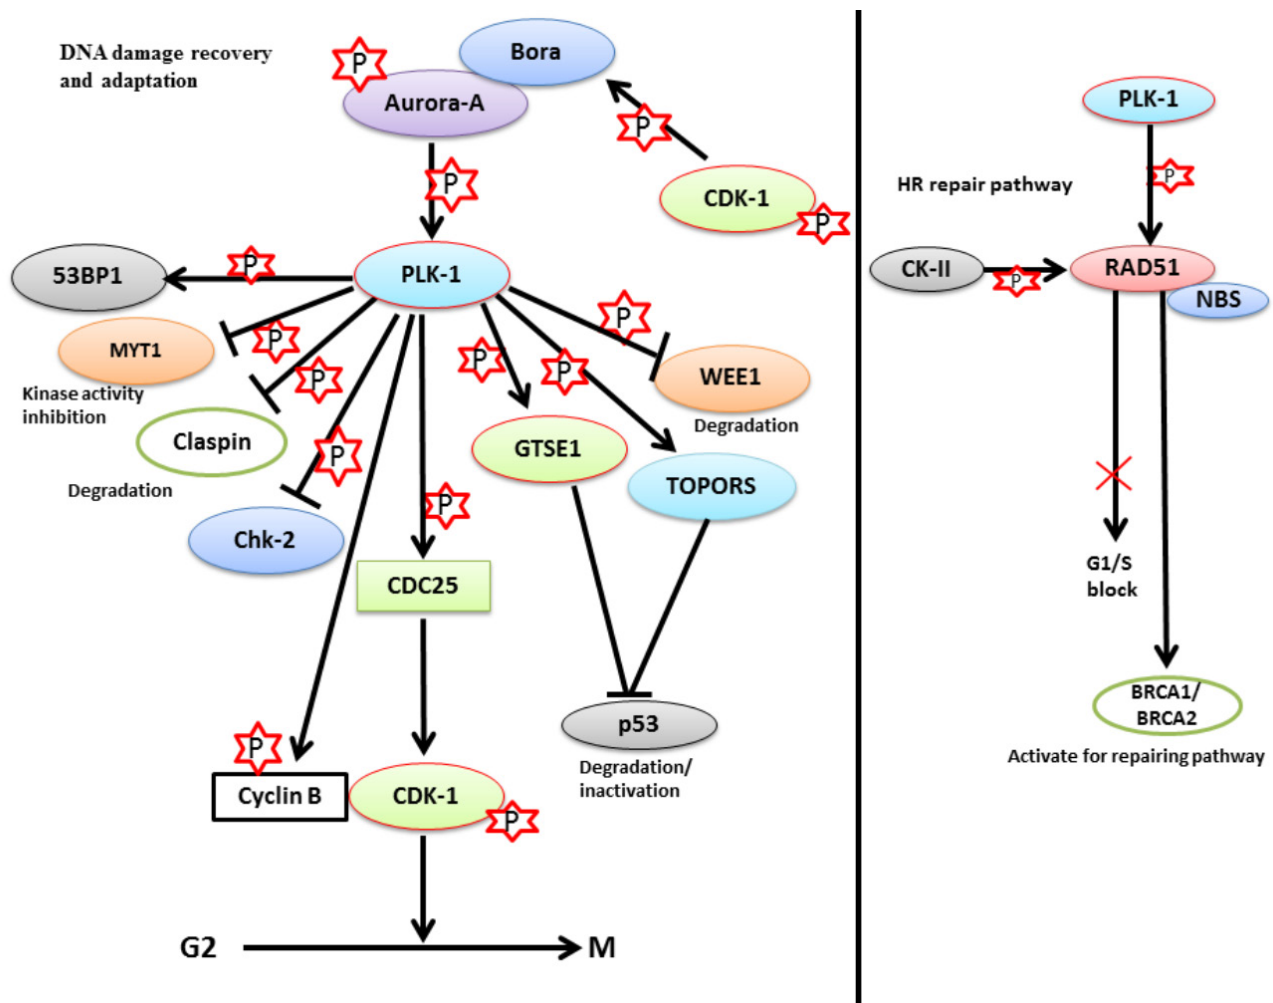 DNA damage recovery
and adaptation
P
Bora
Aurora-A
P
P
CDK-1
P
53BP1
P
PLK-1
MYT1
P
P
Kinase activity
inhibition
P
P
WEE1
Degradation
Claspin
P
Degradation
P
GTSE1
TOPORS
P
Chk-2
CDC25
P
Cyclin B
CDK-1
P
p53
Degradation/
inactivation
G2
M
PLK-1
P
HR repair pathway
CK-II
P
RAD51
NBS
G1/S
block
BRCA1/
BRCA2
Activate for repairing pathway